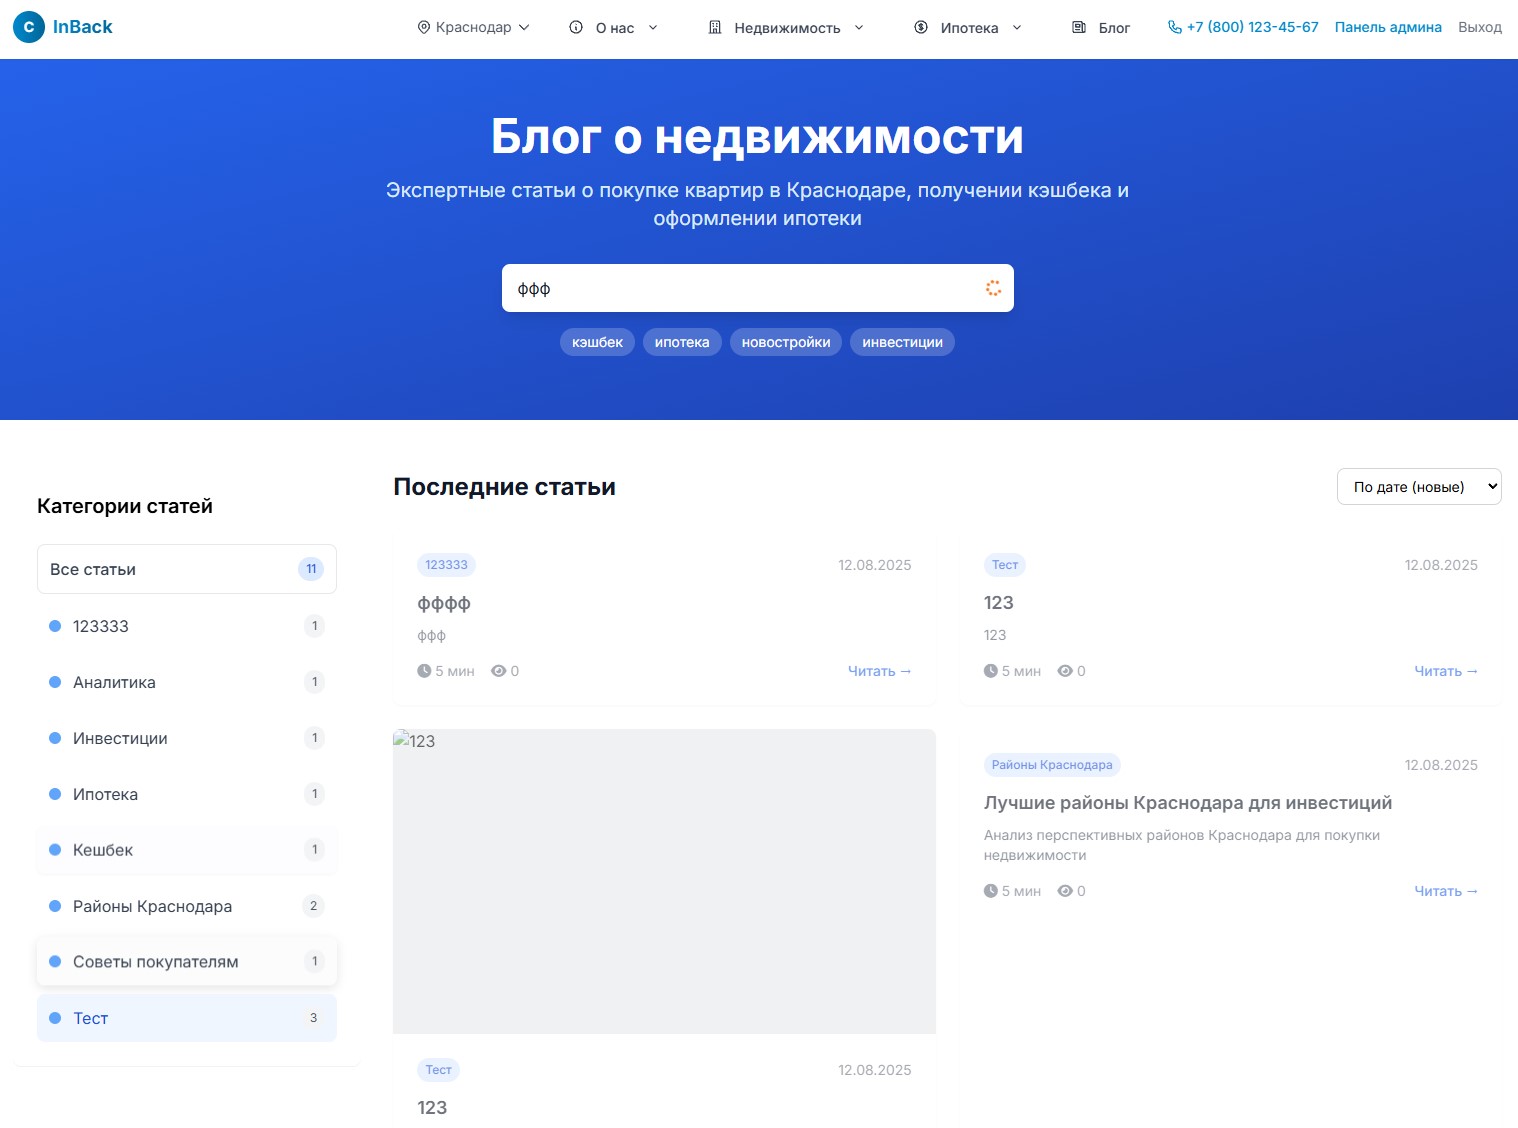 C InBack
Краснодар
О нас
Недвижимость
Ипотека
Блог
+7 (800) 123-45-67
Панель админа
Выход
Блог о недвижимости
Экспертные статьи о покупке квартир в Краснодаре, получении кэшбека и
оформлении ипотеки
ффф
кэшбек
ипотека
новостройки
инвестиции
Категории статей
Все статьи 11
123333 1
Аналитика 1
Инвестиции 1
Ипотека 1
Кешбек 1
Районы Краснодара 2
Советы покупателям 1
Тест 3
Последние статьи
По дате (новые)
123333 12.08.2025
фффф
ффф
5 мин 0 Читать →
Тест 12.08.2025
123
123
5 мин 0 Читать →
123
Тест 12.08.2025
123
Районы Краснодара 12.08.2025
Лучшие районы Краснодара для инвестиций
Анализ перспективных районов Краснодара для покупки
недвижимости
5 мин 0 Читать →